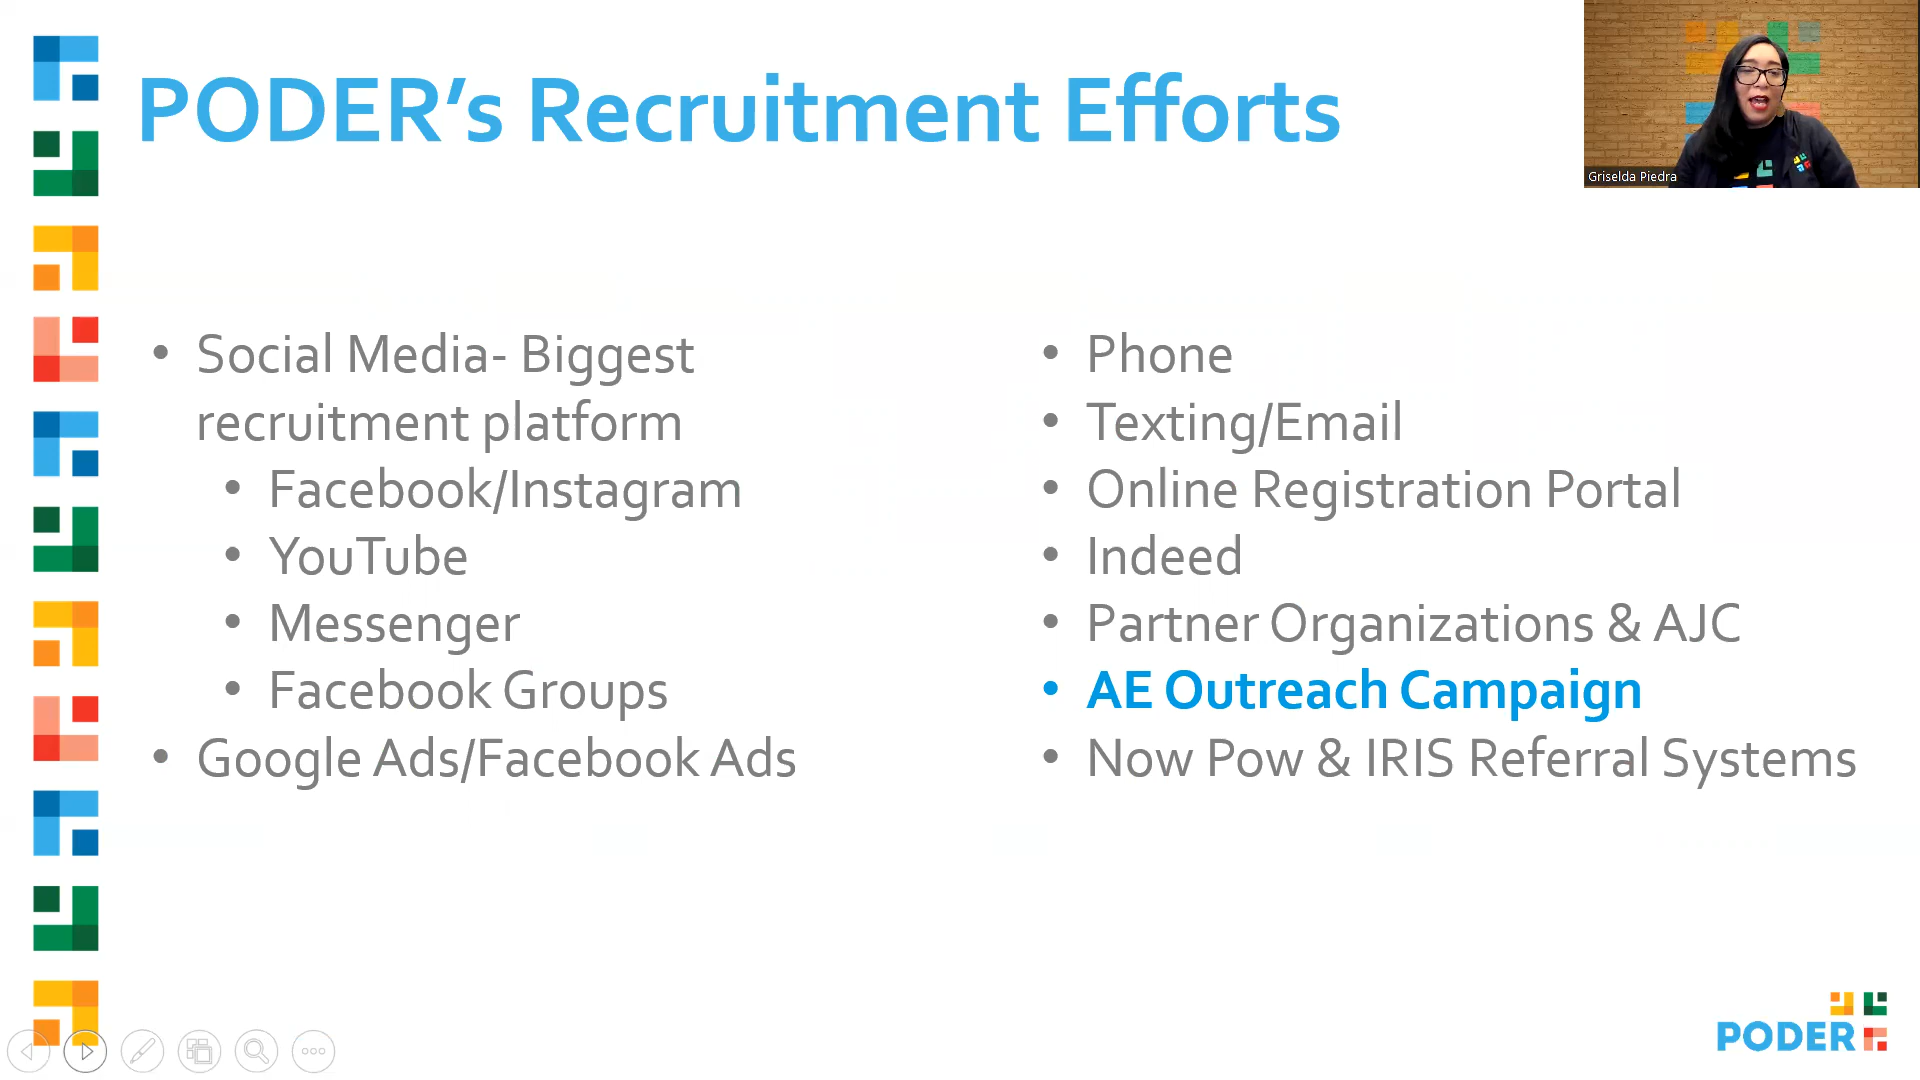 PODER’s Recruitment Efforts
Griselda Piedra
• Social Media- Biggest
recruitment platform
• Facebook/Instagram
• YouTube
• Messenger
• Facebook Groups
• Google Ads/Facebook Ads
• Phone
• Texting/Email
• Online Registration Portal
• Indeed
• Partner Organizations & AJC
• AE Outreach Campaign
• Now Pow & IRIS Referral Systems
PODER